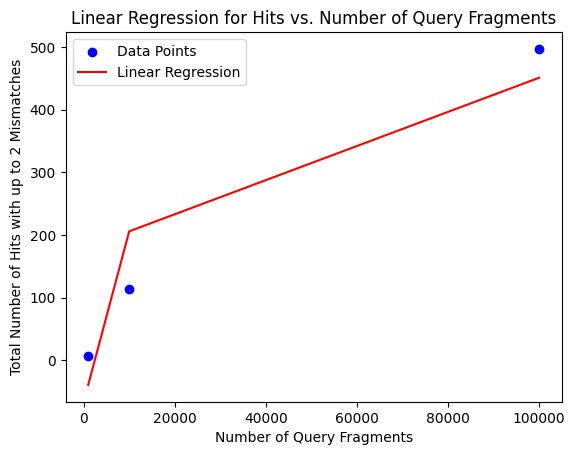 Linear Regression for Hits vs. Number of Query Fragments
Data Points
Linear Regression
Total Number of Hits with up to 2 Mismatches
500
400
300
200
100
0
0
20000
40000
60000
80000
100000
Number of Query Fragments